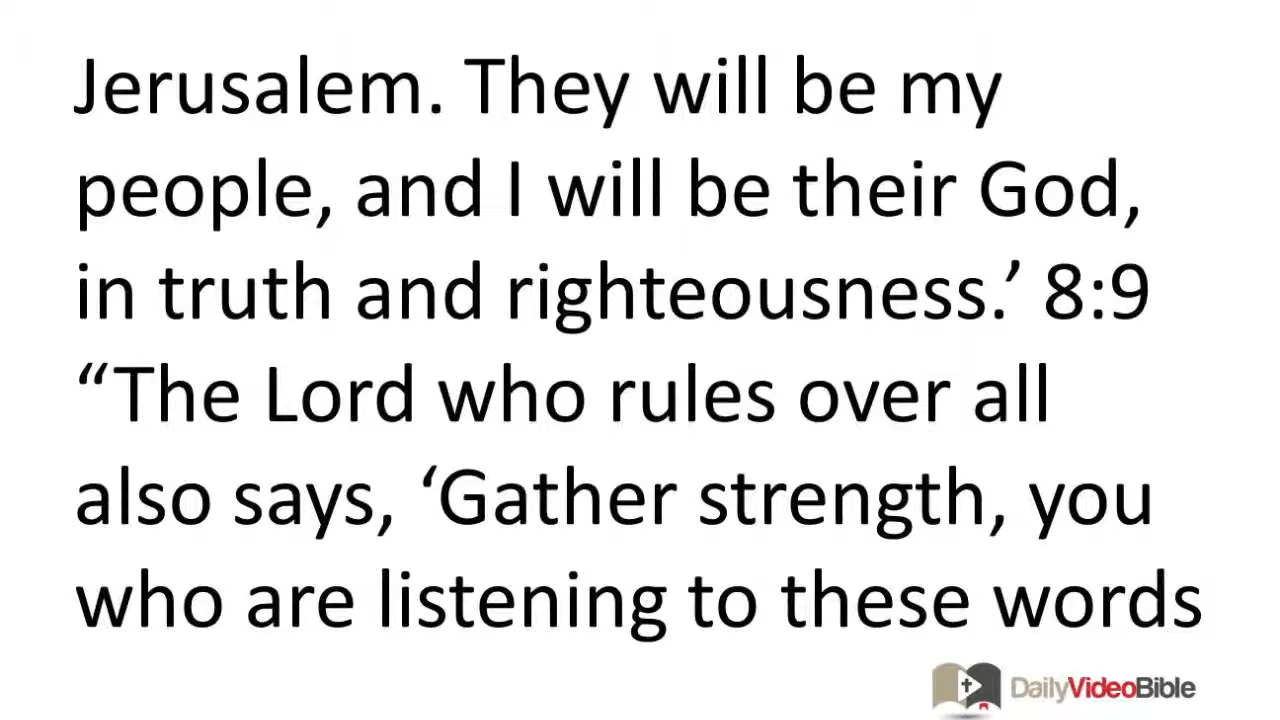 Jerusalem. They will be my
people, and I will be their God,
in truth and righteousness.’ 8:9
“The Lord who rules over all
also says, ‘Gather strength, you
who are listening to these words
DailyVideoBible